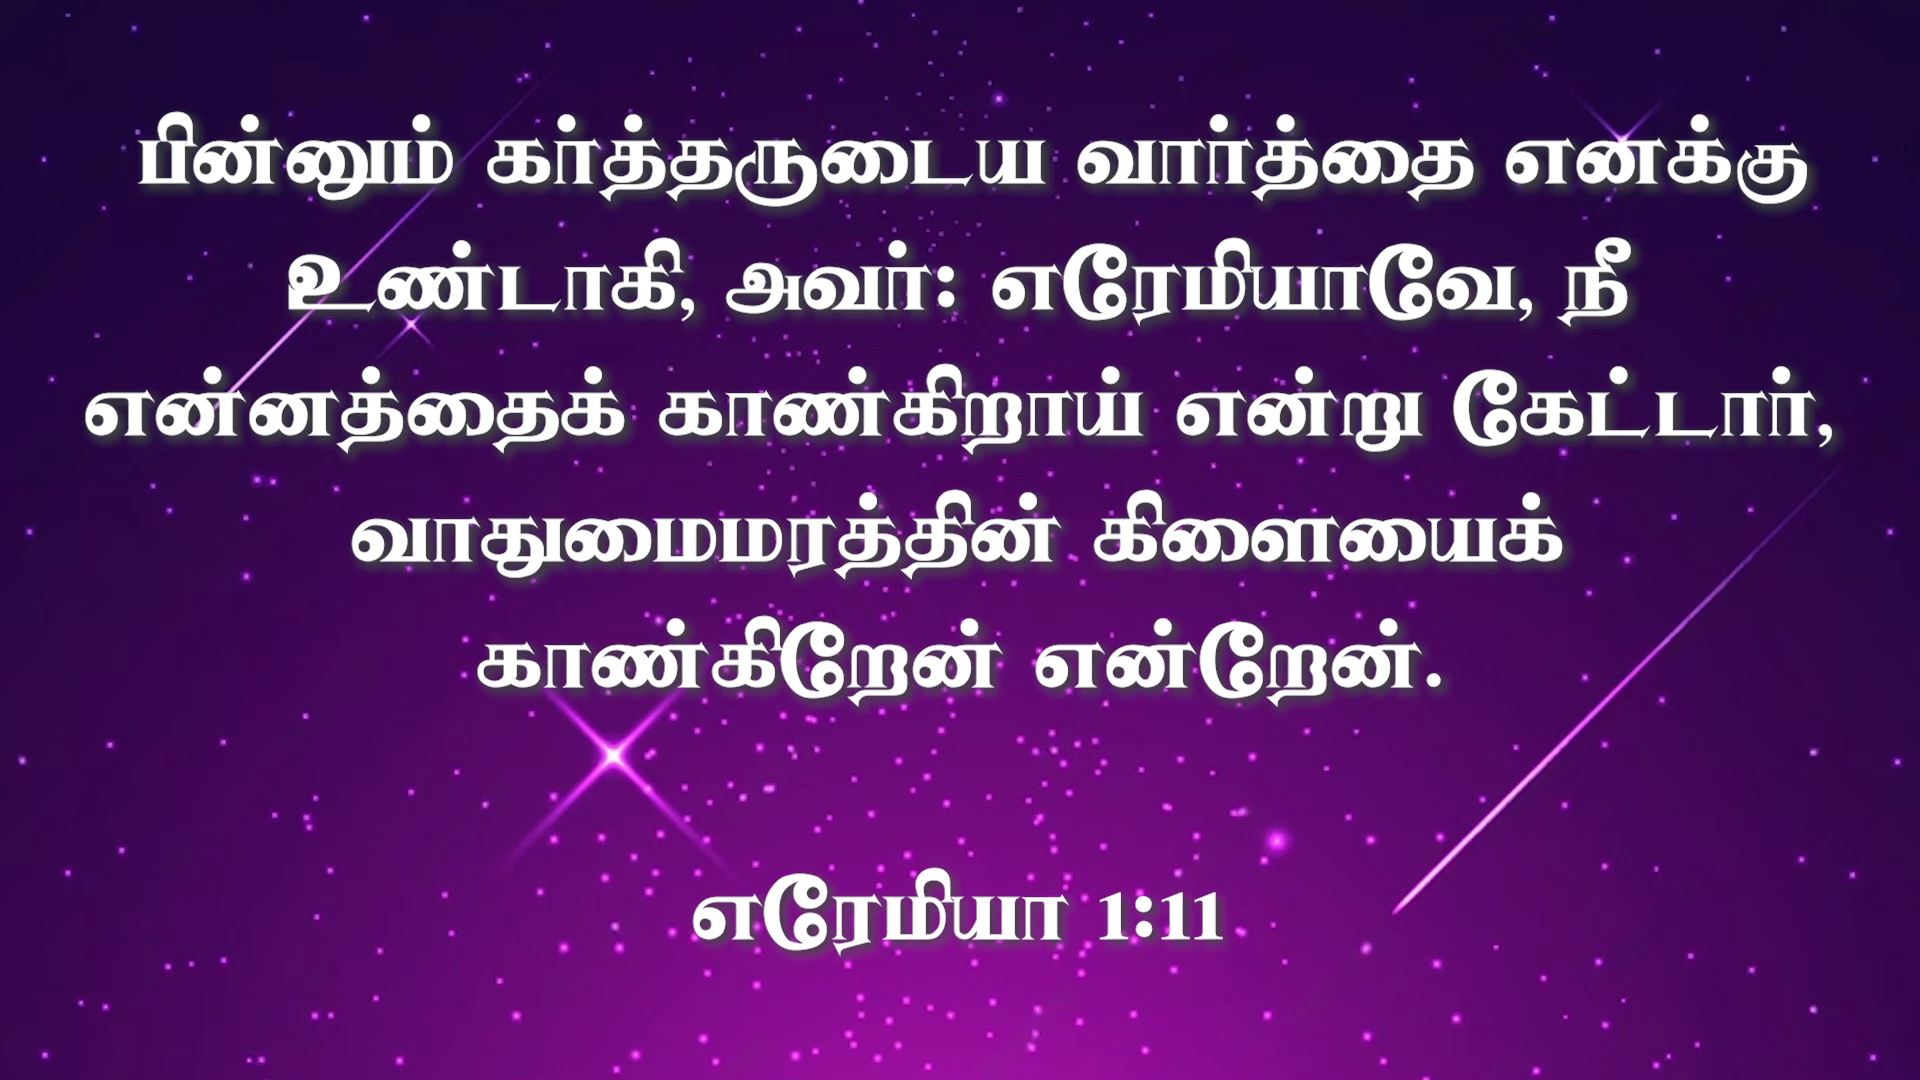 பின்னும் கர்த்தருடைய வார்த்தை எனக்கு
உண்டாகி, அவர்: எரேமியாவே, நீ
என்னத்தைக் காண்கிறாய் என்று கேட்டார்,
வாதுமைமரத்தின் கிளையைக்
காண்கிறேன் என்றேன்.
எரேமியா 1:11